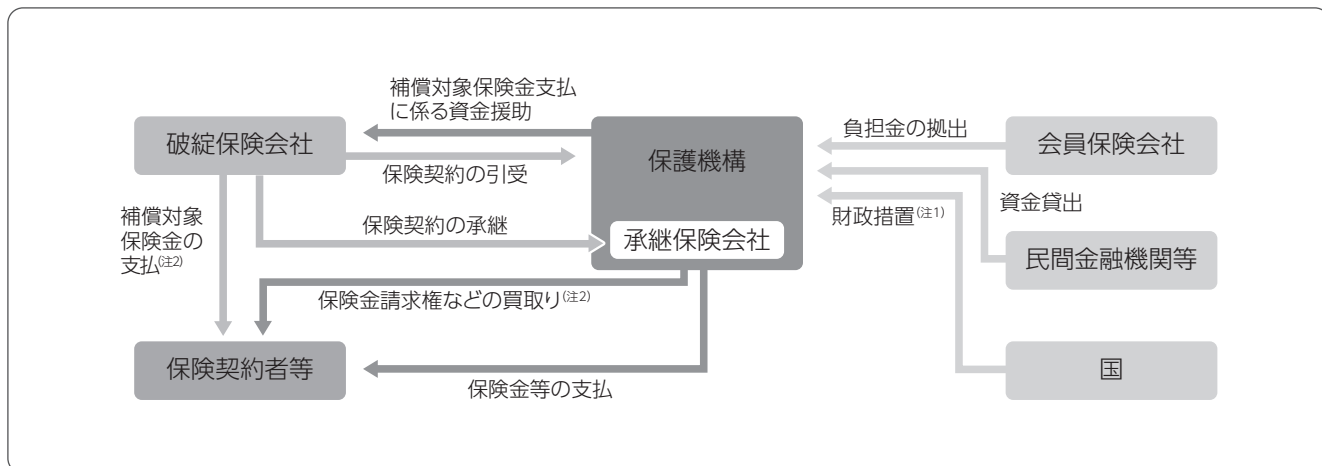 補償対象保険金支払
に係る資金援助
破綻保険会社
保険契約の引受
保護機構
負担金の拠出
会員保険会社
補償対象
保険金の
支払(注2)
保険契約の承継
承継保険会社
財政措置(注1)
資金貸出
民間金融機関等
保険金請求権などの買取り(注2)
保険契約者等
保険金等の支払
国